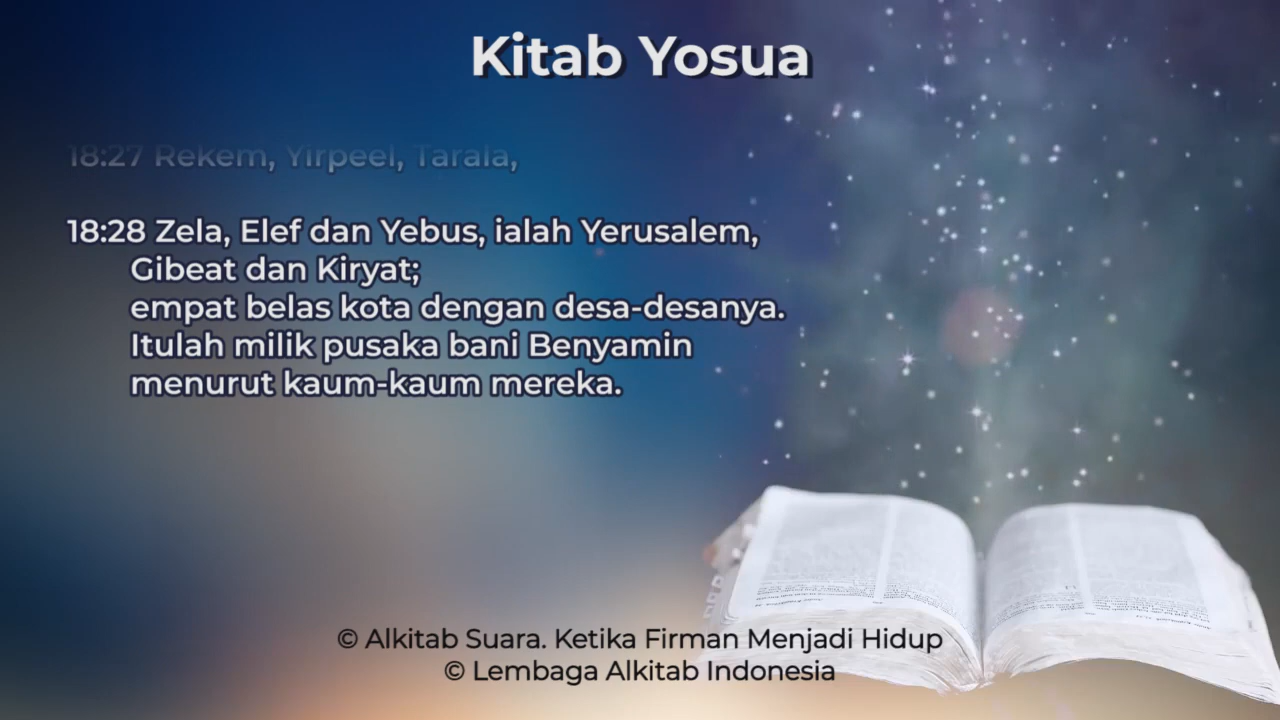 Kitab Yosua
18:27 Rekem, Yirpeel, Tarala,
18:28 Zela, Elef dan Yebus, ialah Yerusalem,
Gibeat dan Kiryat;
empat belas kota dengan desa-desanya.
Itulah milik pusaka bani Benyamin
menurut kaum-kaum mereka.
© Alkitab Suara. Ketika Firman Menjadi Hidup
© Lembaga Alkitab Indonesia